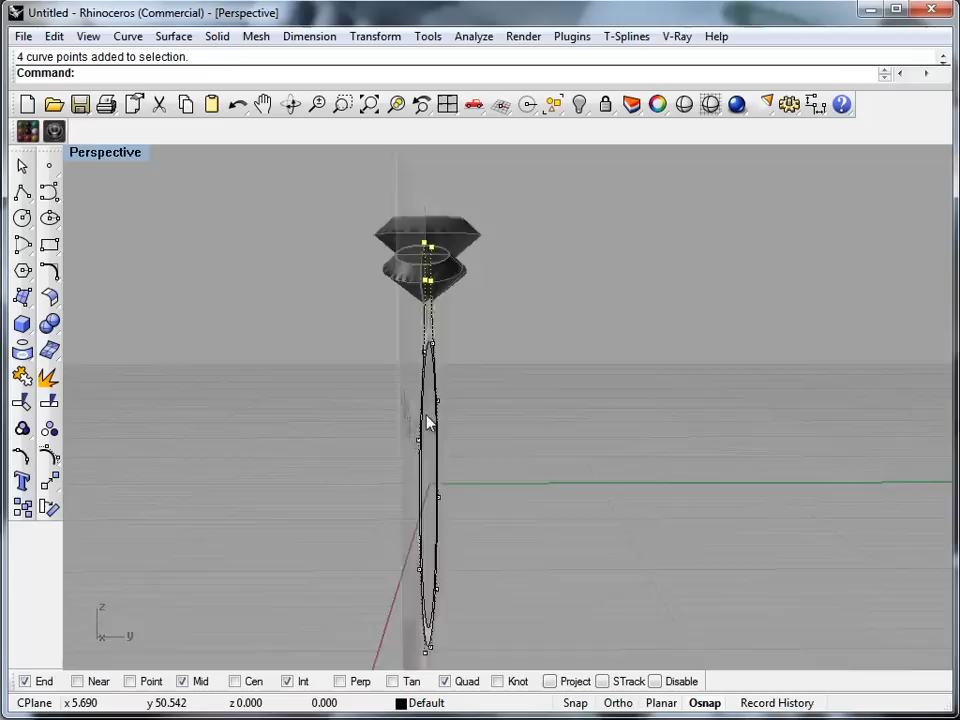 Untitled - Rhinoceros (Commercial) - [Perspective]
File Edit View Curve Surface Solid Mesh Dimension Transform Tools Analyze Render Plugins T-Splines V-Ray Help
4 curve points added to selection.
Command:
Perspective
z
x y
End Near Point Mid Cen Int Perp Tan Quad Knot Project STrack Disable
CPlane x 5.690 y 50.542 z 0.000 0.000 Default Snap Ortho Planar Osnap Record History